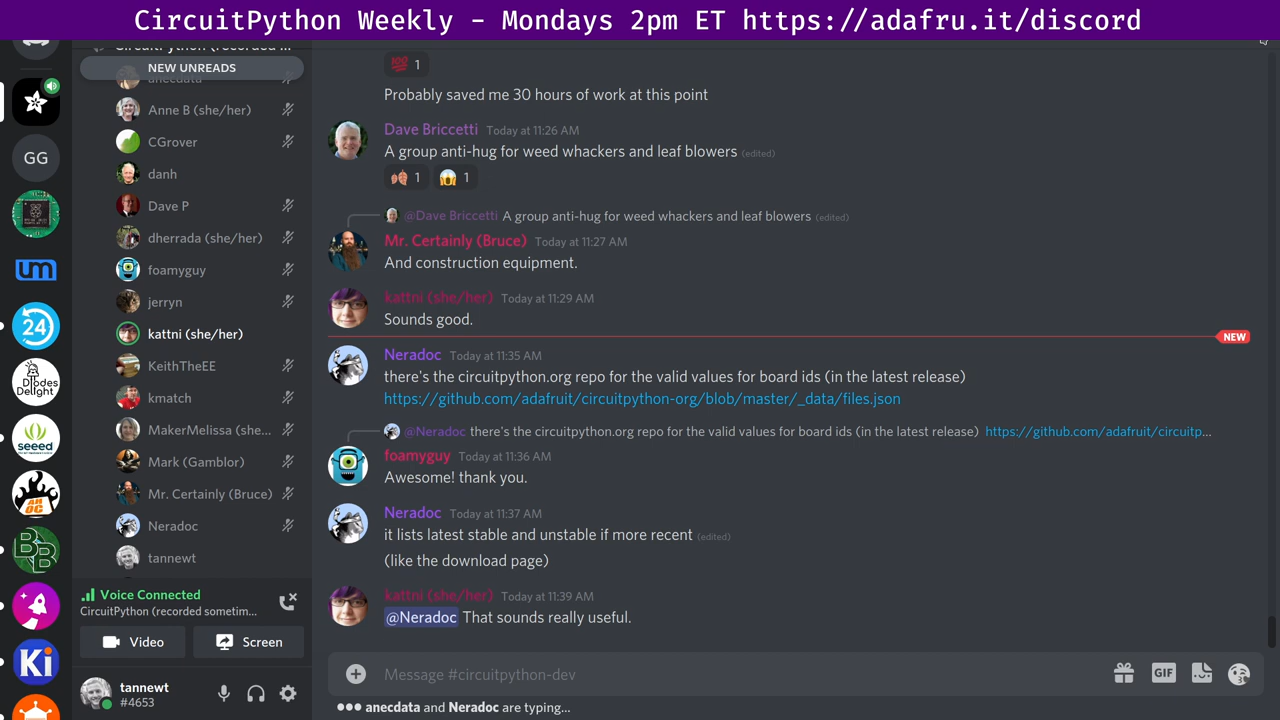 CircuitPython Weekly - Mondays 2pm ET https://adafru.it/discord
CircuitPython (recorded ...
NEW UNREADS
anecdata
Anne B (she/her)
CGrover
danh
Dave P
dherrada (she/her)
foamyguy
jerryn
kattni (she/her)
KeithTheEE
kmatch
MakerMelissa (she...
Mark (Gamblor)
Mr. Certainly (Bruce)
Neradoc
tannewt
Voice Connected
CircuitPython (recorded sometim...
Video
Screen
tannewt
#4653
GG
um
24
Diodes Delight
seeed
AHOC
BB
Ki
1
Probably saved me 30 hours of work at this point
Dave Briccetti Today at 11:26 AM
A group anti-hug for weed whackers and leaf blowers (edited)
1 1
@Dave Briccetti A group anti-hug for weed whackers and leaf blowers (edited)
Mr. Certainly (Bruce) Today at 11:27 AM
And construction equipment.
kattni (she/her) Today at 11:29 AM
Sounds good.
NEW
Neradoc Today at 11:35 AM
there's the circuitpython.org repo for the valid values for board ids (in the latest release)
https://github.com/adafruit/circuitpython-org/blob/master/_data/files.json
@Neradoc there's the circuitpython.org repo for the valid values for board ids (in the latest release) https://github.com/adafruit/circuitp...
foamyguy Today at 11:36 AM
Awesome! thank you.
Neradoc Today at 11:37 AM
it lists latest stable and unstable if more recent (edited)
(like the download page)
kattni (she/her) Today at 11:39 AM
@Neradoc That sounds really useful.
Message #circuitpython-dev
GIF
anecdata and Neradoc are typing...